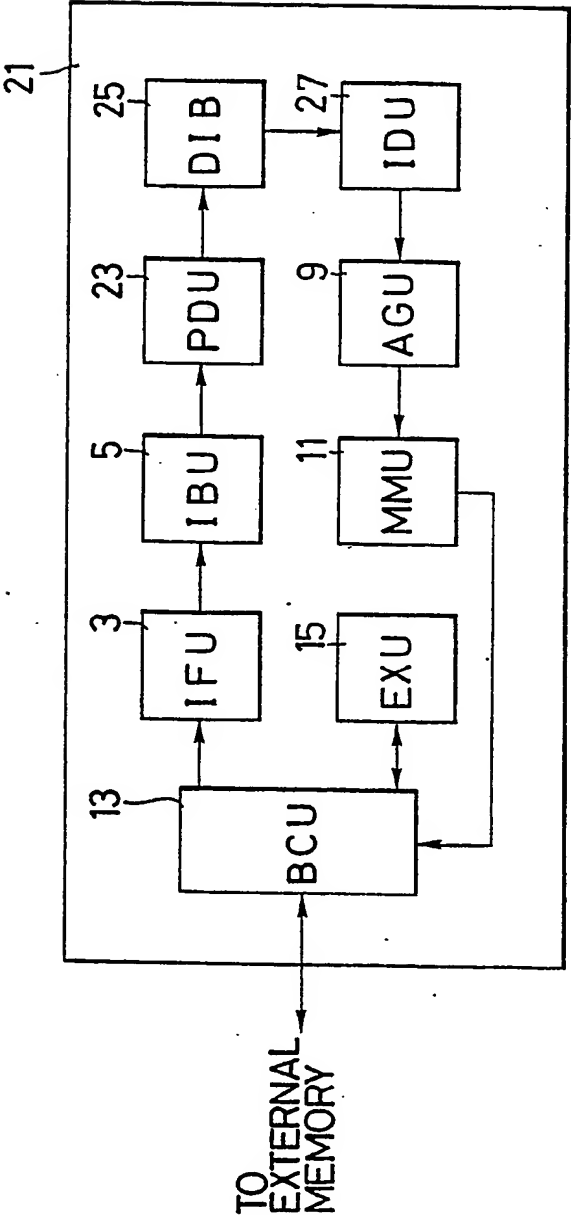 21
25
DIB
27
IDU
23
PDU
9
AGU
5
IBU
11
MMU
3
IFU
15
EXU
13
BCU
TO
EXTERNAL
MEMORY